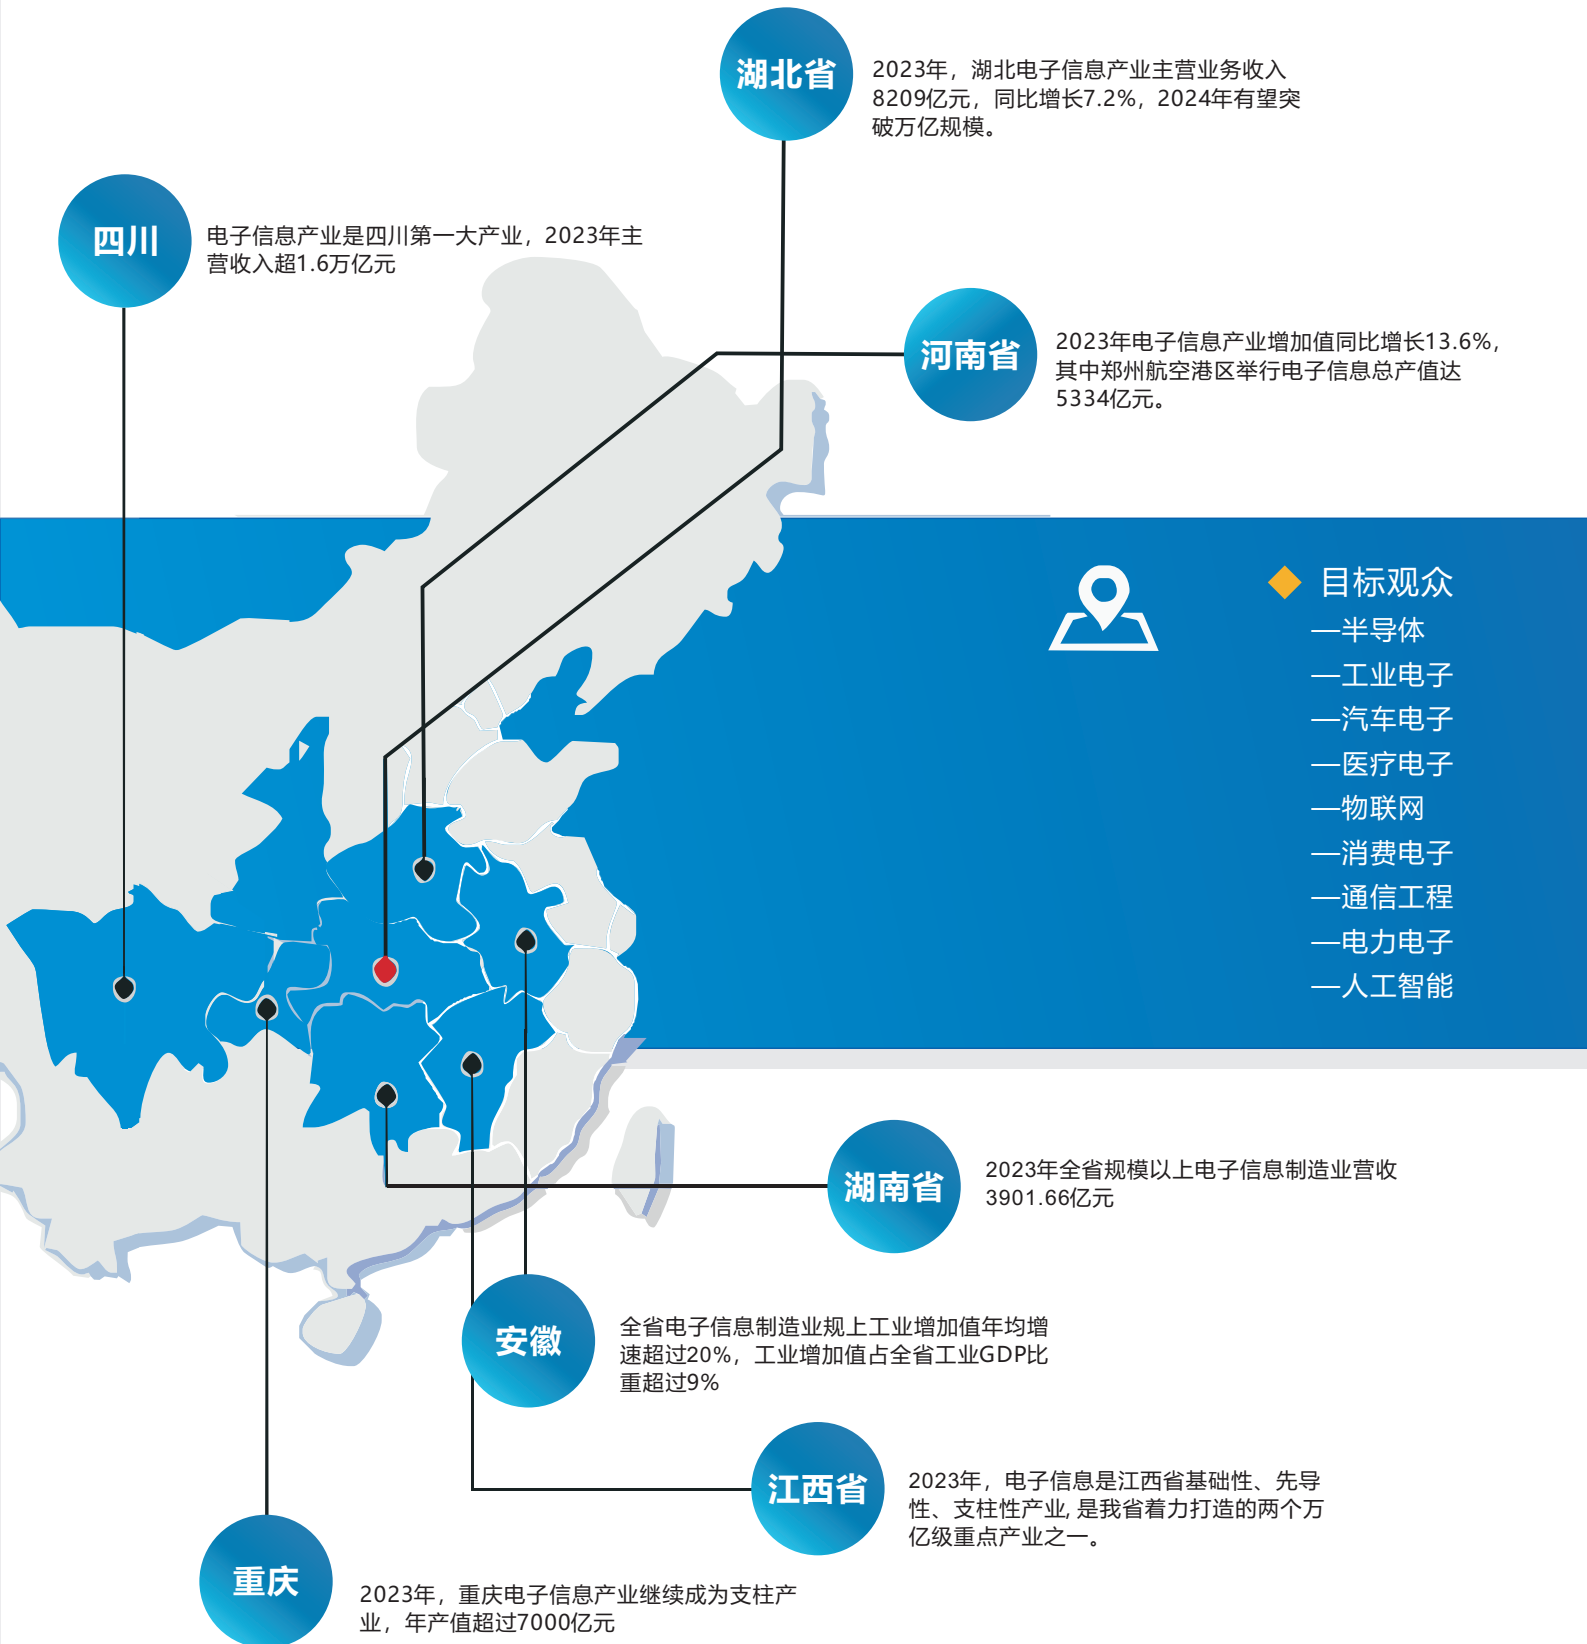 湖北省
2023年，湖北电子信息产业主营业务收入
8209亿元，同比增长7.2%，2024年有望突
破万亿规模。
四川
电子信息产业是四川第一大产业，2023年主
营收入超1.6万亿元
河南省
2023年电子信息产业增加值同比增长13.6%，
其中郑州航空港区举行电子信息总产值达
5334亿元。
目标观众
—半导体
—工业电子
—汽车电子
—医疗电子
—物联网
—消费电子
—通信工程
—电力电子
—人工智能
湖南省
2023年全省规模以上电子信息制造业营收
3901.66亿元
安徽
全省电子信息制造业规上工业增加值年均增
速超过20%，工业增加值占全省工业GDP比
重超过9%
江西省
2023年，电子信息是江西省基础性、先导
性、支柱性产业, 是我省着力打造的两个万
亿级重点产业之一。
重庆
2023年，重庆电子信息产业继续成为支柱产
业，年产值超过7000亿元